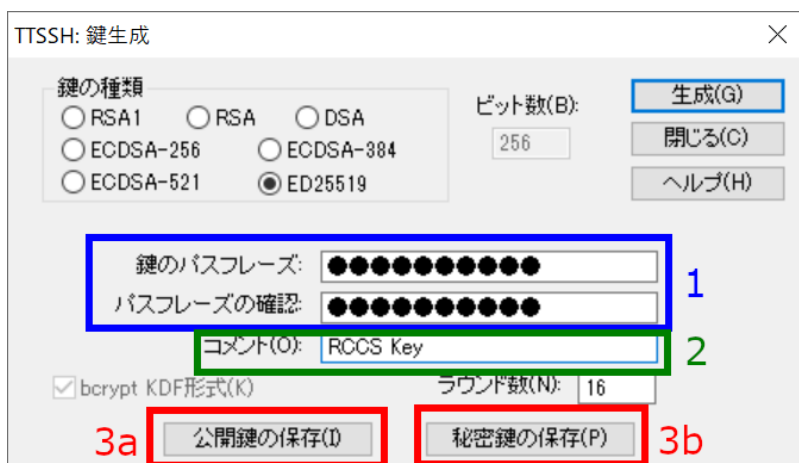 TTSSH: 鍵生成
鍵の種類
RSA1 RSA DSA
ECDSA-256 ECDSA-384
ECDSA-521 ED25519
ビット数(B):
256
生成(G)
閉じる(C)
ヘルプ(H)
鍵のパスフレーズ: ●●●●●●●●●●
パスフレーズの確認: ●●●●●●●●●●
1
コメント(O): RCCS Key
2
bcrypt KDF形式(K) ラウンド数(N): 16
3a 公開鍵の保存(I) 秘密鍵の保存(P) 3b